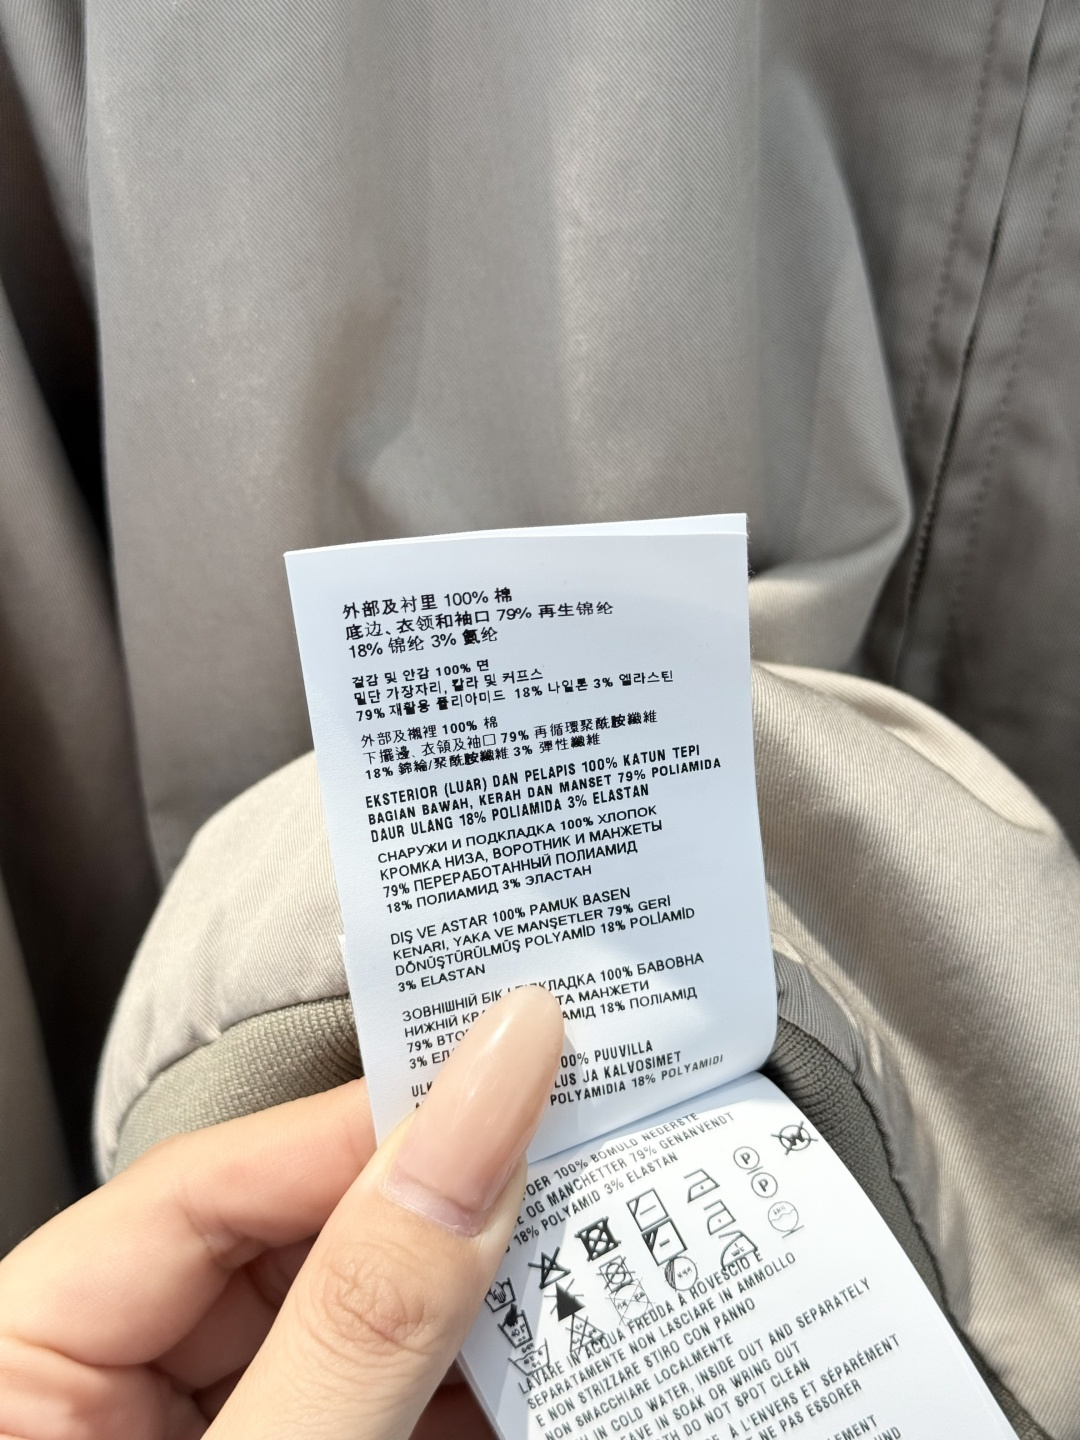 外部及衬里 100% 棉
底边、衣领和袖口 79% 再生锦纶
18% 锦纶 3% 氨纶
겉감 및 안감 100% 면
밑단 가장자리, 칼라 및 커프스
79% 재활용 폴리아미드 18% 나일론 3% 엘라스틴
外部及襯裡 100% 棉
下擺邊、衣領及袖口 79% 再循環聚酰胺纖維
18% 錦綸/聚酰胺纖維 3% 彈性纖維
EKSTERIOR (LUAR) DAN PELAPIS 100% KATUN TEPI
BAGIAN BAWAH, KERAH DAN MANSET 79% POLIAMIDA
DAUR ULANG 18% POLIAMIDA 3% ELASTAN
СНАРУЖИ И ПОДКЛАДКА 100% ХЛОПОК
КРОМКА НИЗА, ВОРОТНИК И МАНЖЕТЫ
79% ПЕРЕРАБОТАННЫЙ ПОЛИАМИД
18% ПОЛИАМИД 3% ЭЛАСТАН
DIŞ VE ASTAR 100% PAMUK BASEN
KENARI, YAKA VE MANŞETLER 79% GERİ
DÖNÜŞTÜRÜLMÜŞ POLYAMİD 18% POLİAMİD
3% ELASTAN
ЗОВНІШНІЙ БІК 100% БАВОВНА
НИЖНІЙ ТА МАНЖЕТИ
79% 18% ПОЛІАМІД
3%
PUUVILLA
JA KALVOSIMET
POLYAMIDIA 18% POLYAMIDI
100% BOMULD NEDERSTE
OG MANCHETTER 79% GENANVENDT
18% POLYAMID 3% ELASTAN
P
P
W
LAVARE IN ACQUA FREDDA A ROVESCIO E
SEPARATAMENTE NON LASCIARE IN AMMOLLO
E NON STRIZZARE STIRO CON PANNO
NON SMACCHIARE LOCALMENTE
IN COLD WATER, INSIDE OUT AND SEPARATELY
IN SOAK OR WRING OUT
DO NOT SPOT CLEAN
À L'ENVERS ET SÉPARÉMENT
NE PAS ESSORER